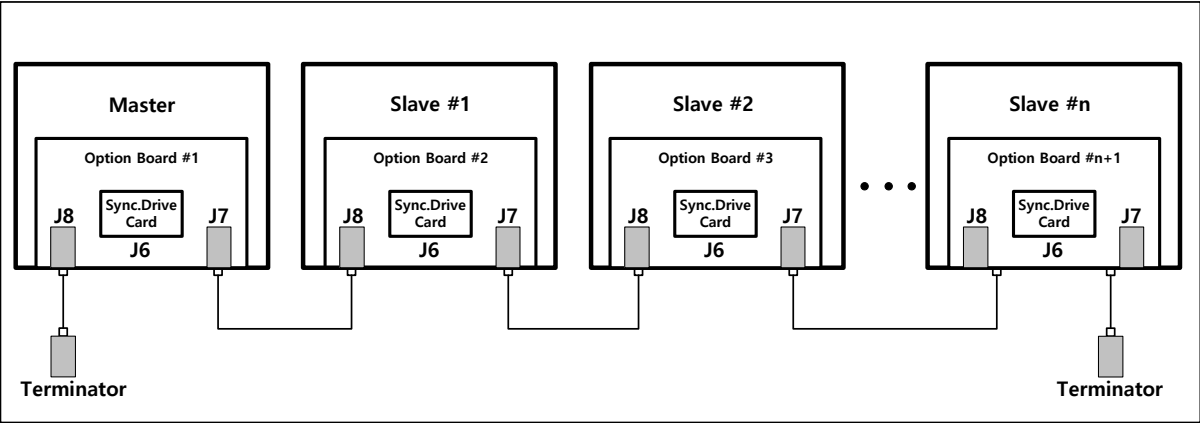 Master
Slave #1
Slave #2
Slave #n
Option Board #1
Option Board #2
Option Board #3
Option Board #n+1
• • •
J8
Sync.Drive
Card
J7
J6
J8
Sync.Drive
Card
J7
J6
J8
Sync.Drive
Card
J7
J6
J8
Sync.Drive
Card
J7
J6
Terminator
Terminator